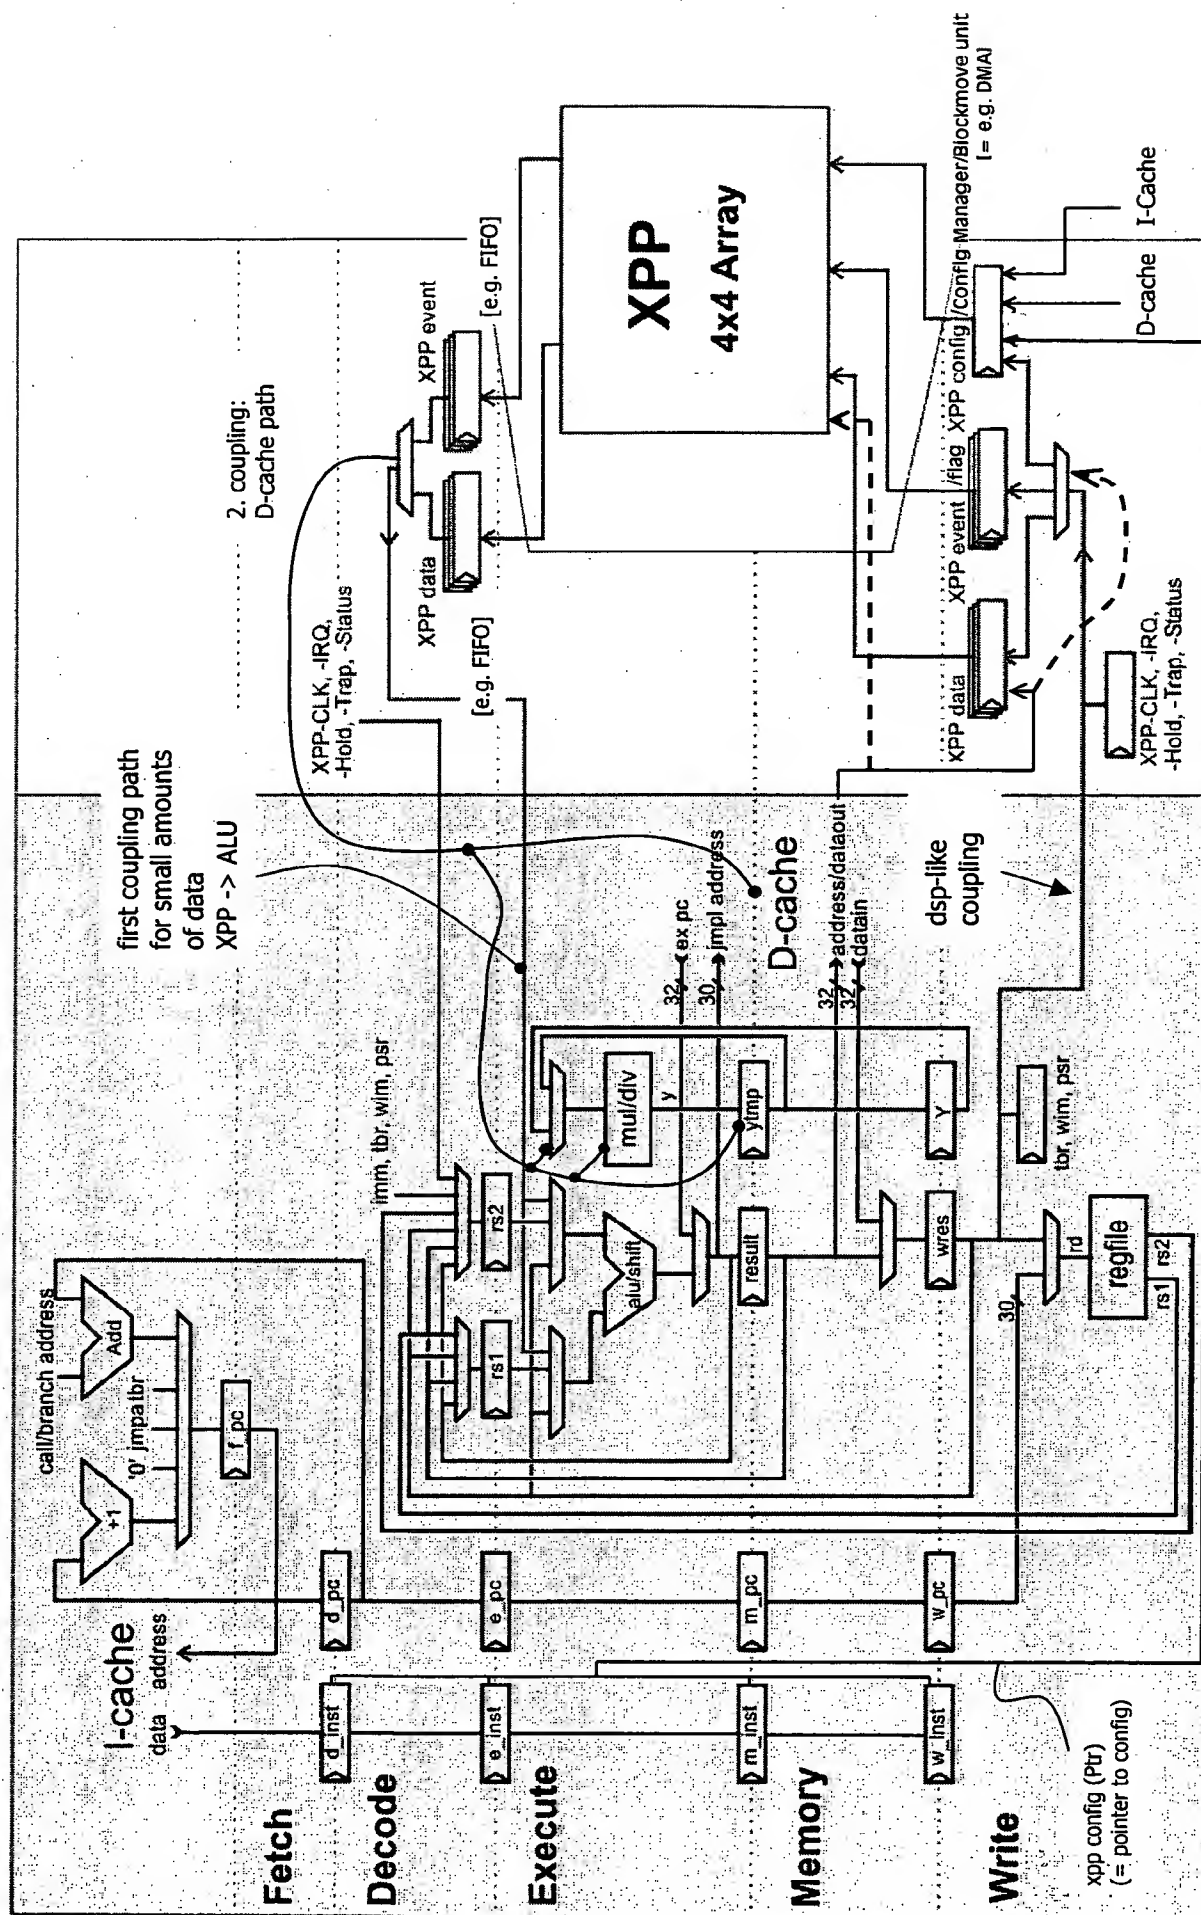 I-cache
data address
call/branch address
+1
Add
'0' jmpa tbr
f_pc
Fetch
d_inst
d_pc
Decode
imm, tbr, wim, psr
rs1
rs2
e_inst
e_pc
Execute
alu/shift
mul/div
y
32
ex pc
30
jmpl address
m_inst
m_pc
result
ytmp
D-cache
Memory
32
address/dataout
32
datain
w_inst
w_pc
wres
Y
Write
30
rd
tbr, wim, psr
regfile
rs1 rs2
xpp config (Ptr)
(= pointer to config)
first coupling path
for small amounts
of data
XPP -> ALU
2. coupling:
D-cache path
XPP-CLK, -IRQ,
-Hold, -Trap, -Status
XPP data
XPP event
[e.g. FIFO]
[e.g. FIFO]
XPP
4x4 Array
dsp-like
coupling
XPP data
XPP event /flag
XPP config /Config-Manager/Blockmove unit
[= e.g. DMA]
XPP-CLK, -IRQ,
-Hold, -Trap, -Status
D-cache
I-Cache